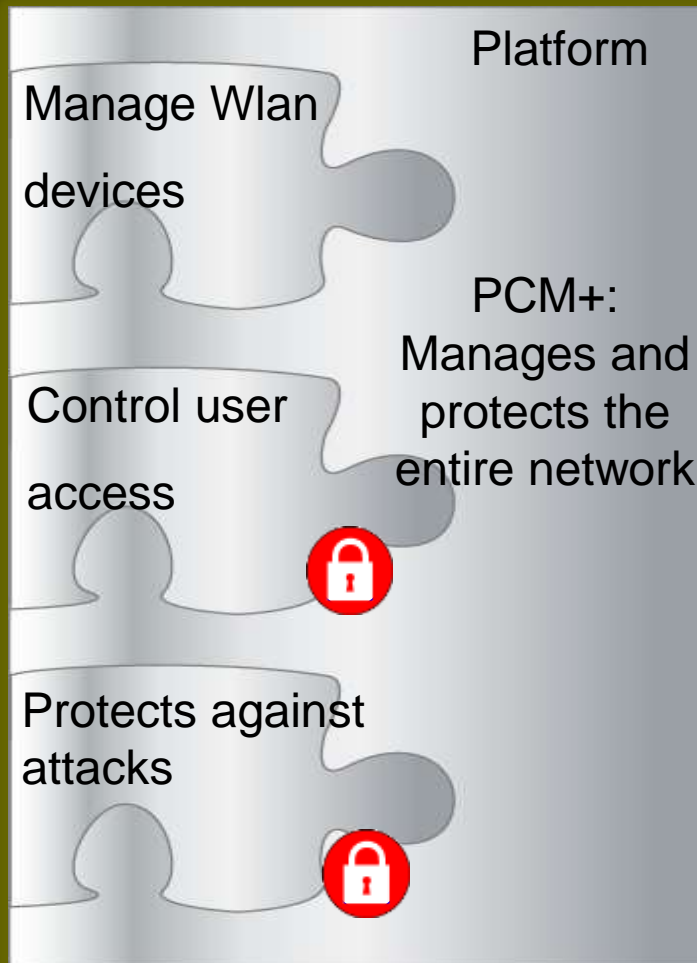 Platform
Manage Wlan
devices
PCM+:
Manages and
protects the
entire network
Control user
access
Protects against
attacks